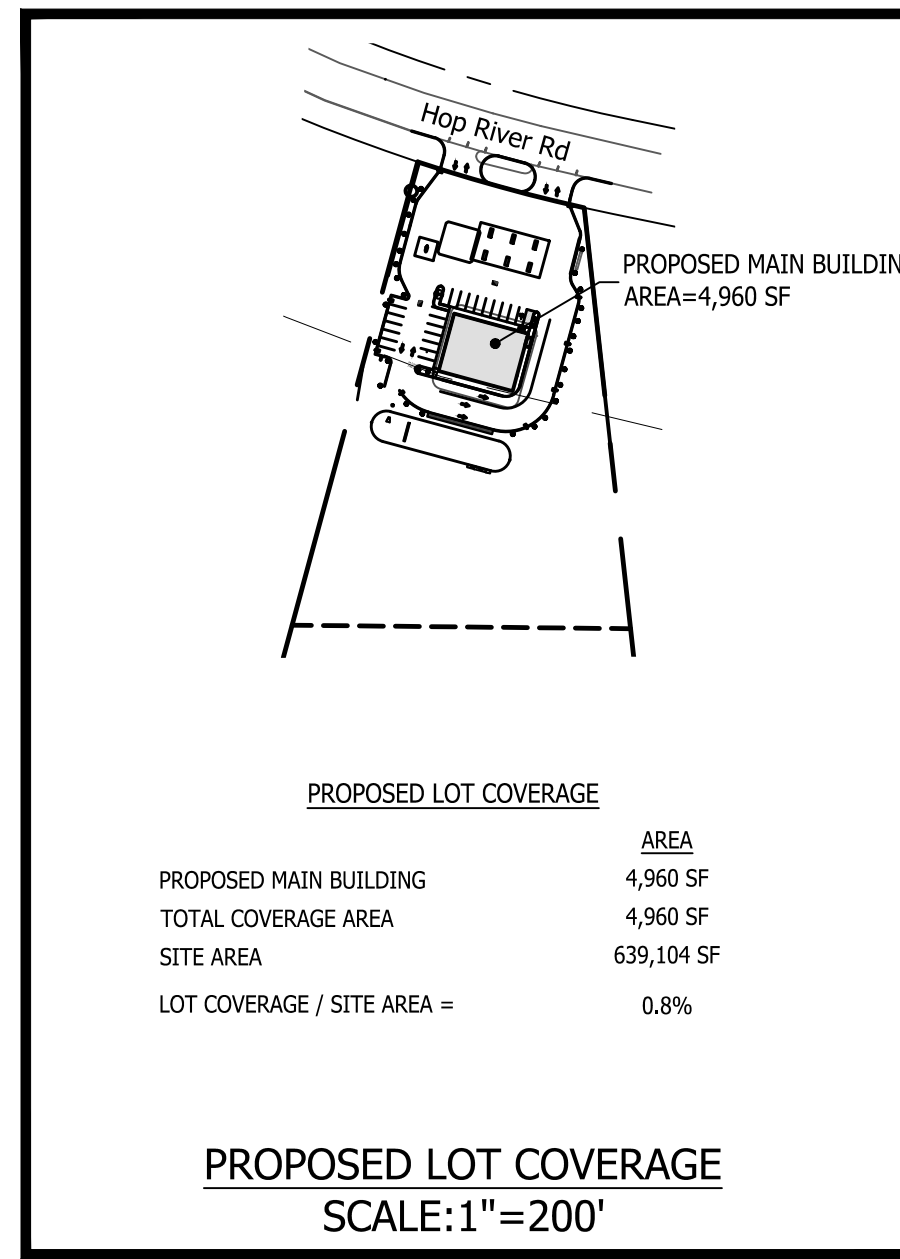 Hop River Rd
PROPOSED MAIN BUILDIN
AREA=4,960 SF
PROPOSED LOT COVERAGE
AREA
PROPOSED MAIN BUILDING 4,960 SF
TOTAL COVERAGE AREA 4,960 SF
SITE AREA 639,104 SF
LOT COVERAGE / SITE AREA = 0.8%
PROPOSED LOT COVERAGE
SCALE:1"=200'